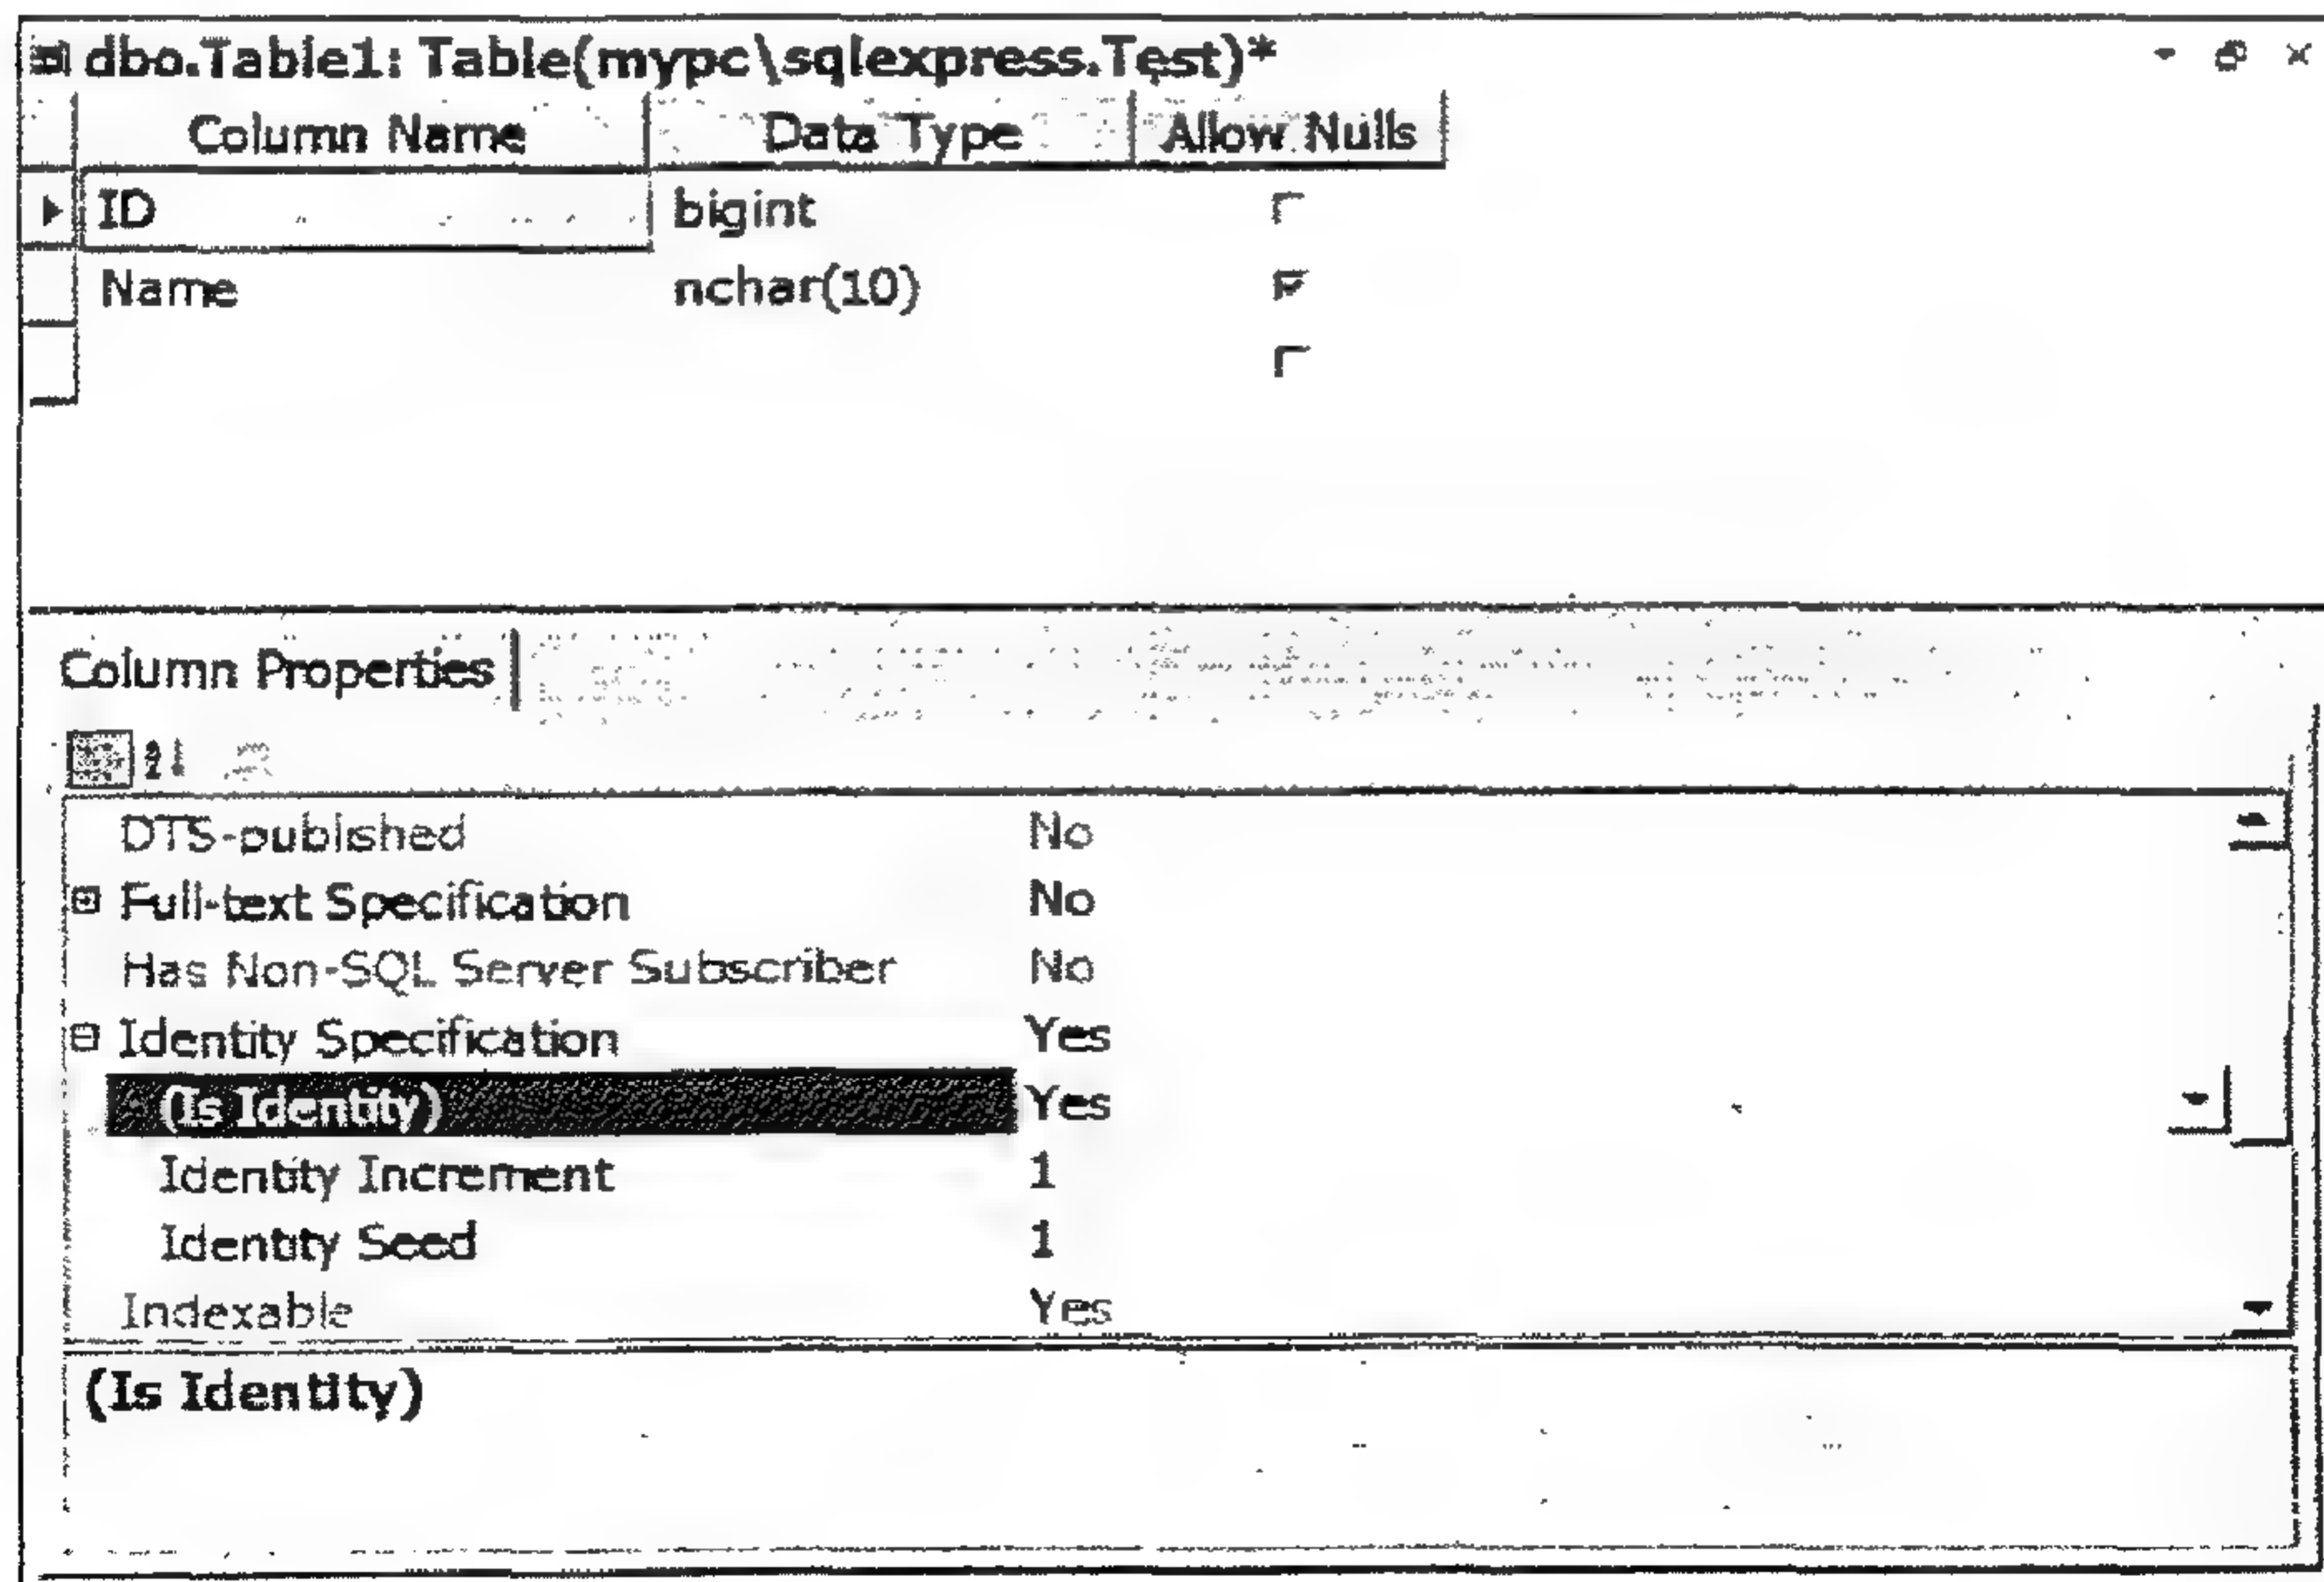 dbo.Table1: Table(mypc\sqlexpress.Test)*
Column Name Data Type Allow Nulls
ID bigint
Name nchar(10)
Column Properties
DTS-published No
Full-text Specification No
Has Non-SQL Server Subscriber No
Identity Specification Yes
(Is Identity) Yes
Identity Increment 1
Identity Seed 1
Indexable Yes
(Is Identity)